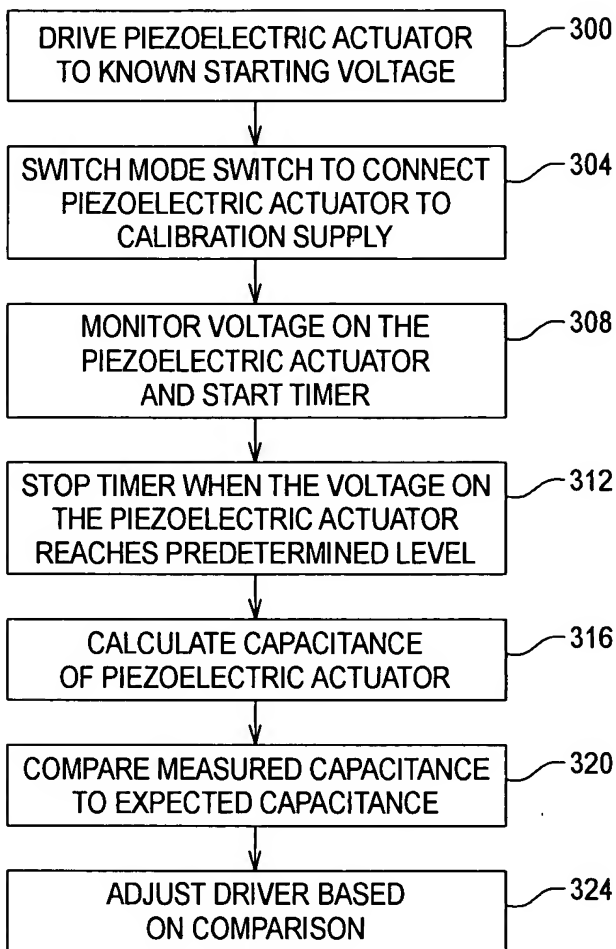 DRIVE PIEZOELECTRIC ACTUATOR
TO KNOWN STARTING VOLTAGE
300
SWITCH MODE SWITCH TO CONNECT
PIEZOELECTRIC ACTUATOR TO
CALIBRATION SUPPLY
304
MONITOR VOLTAGE ON THE
PIEZOELECTRIC ACTUATOR
AND START TIMER
308
STOP TIMER WHEN THE VOLTAGE ON
THE PIEZOELECTRIC ACTUATOR
REACHES PREDETERMINED LEVEL
312
CALCULATE CAPACITANCE
OF PIEZOELECTRIC ACTUATOR
316
COMPARE MEASURED CAPACITANCE
TO EXPECTED CAPACITANCE
320
ADJUST DRIVER BASED
ON COMPARISON
324